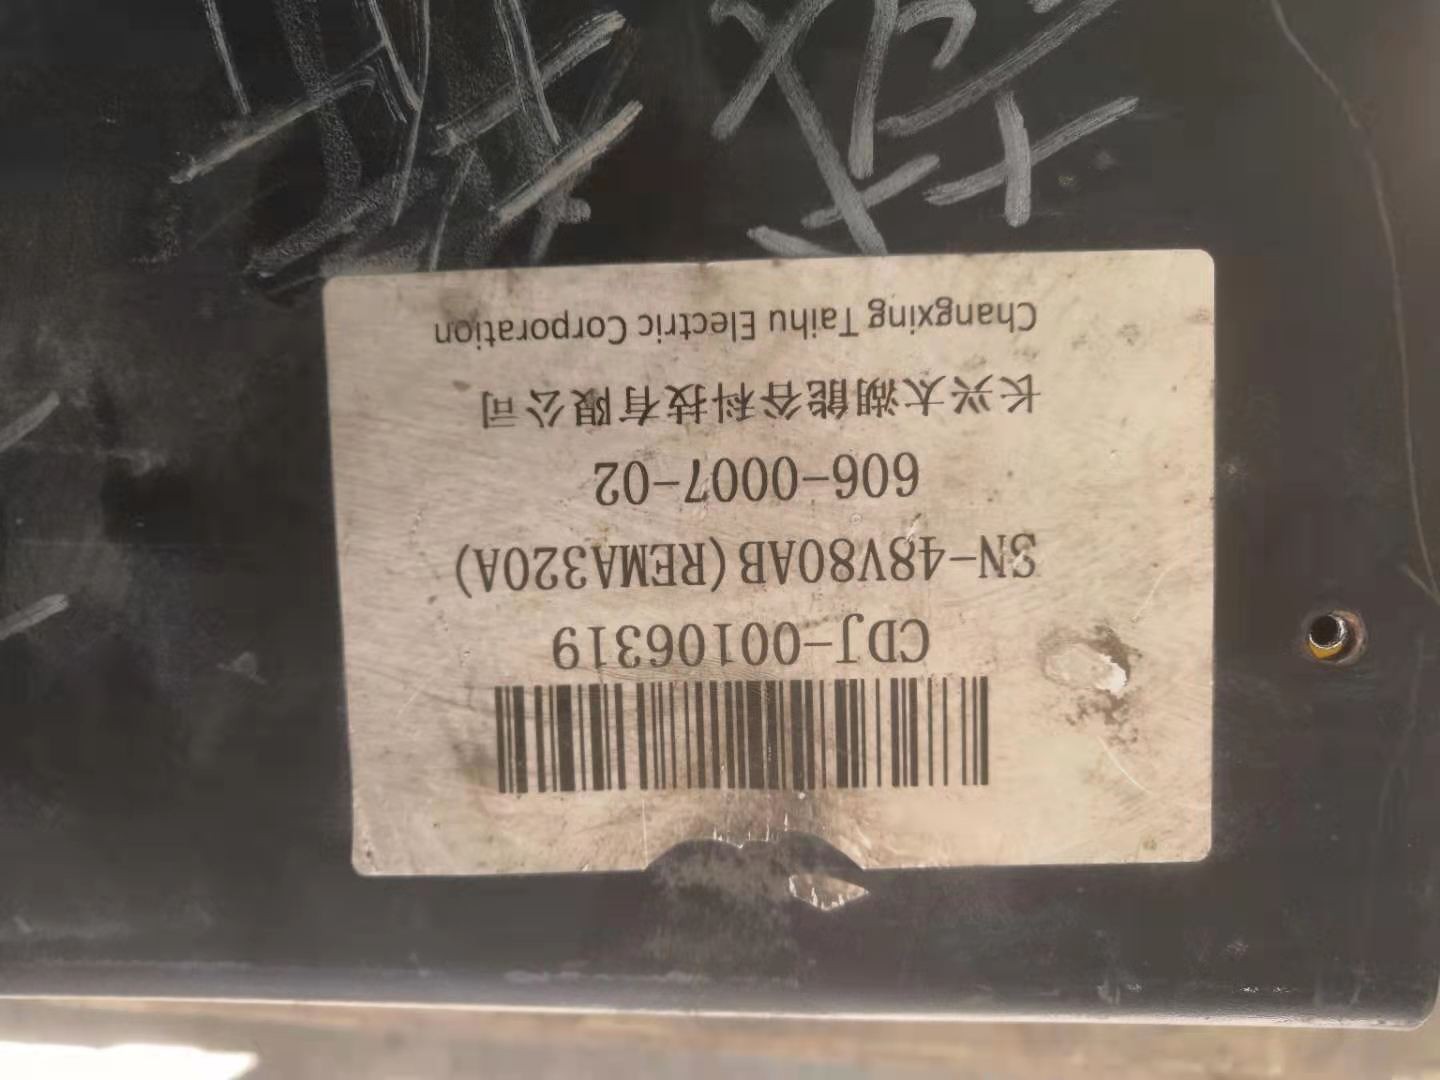 Changxing Taihu Electric Corporation
长兴太湖能谷科技有限公司
606-0007-02
SN-48V80AB(REMA320A)
CDJ-00106319